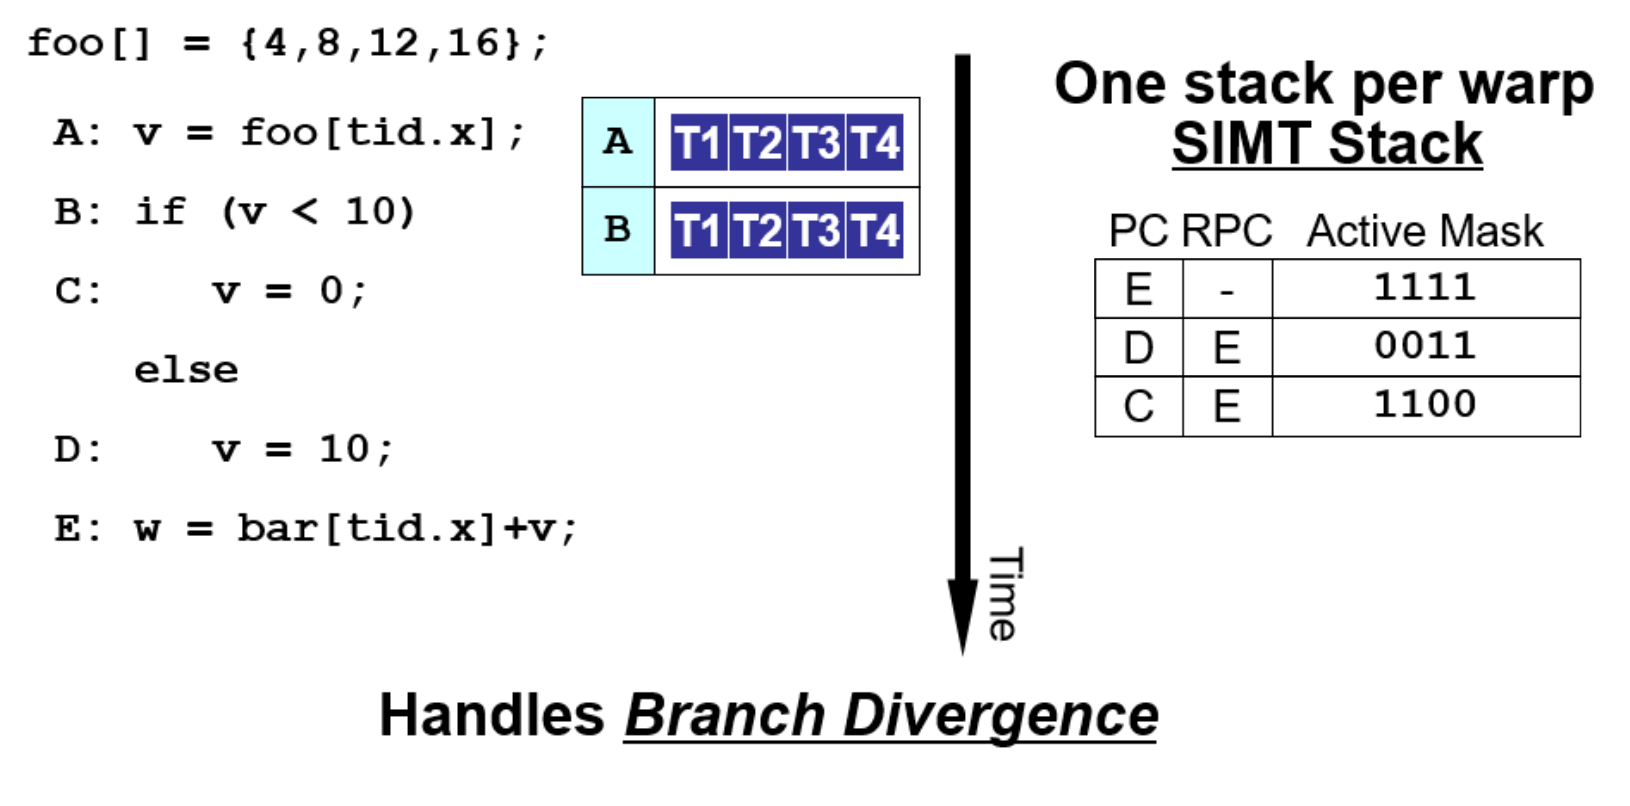 foo[] = {4,8,12,16};
A: v = foo[tid.x];
B: if (v < 10)
C: v = 0;
else
D: v = 10;
E: w = bar[tid.x]+v;
A T1 T2 T3 T4
B T1 T2 T3 T4
Time
One stack per warp
SIMT Stack
PC RPC Active Mask
E - 1111
D E 0011
C E 1100
Handles Branch Divergence